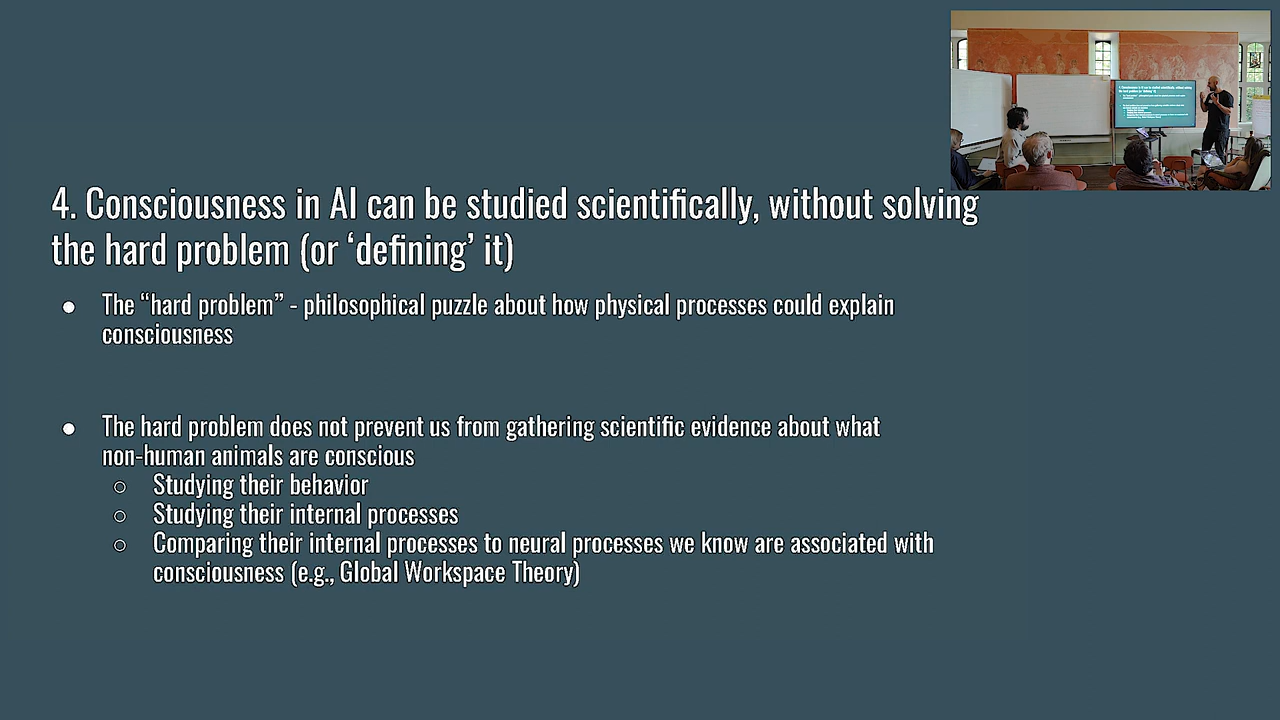 4. Consciousness in AI can be studied scientifically, without solving
the hard problem (or ‘defining’ it)
● The “hard problem” - philosophical puzzle about how physical processes could explain
consciousness
● The hard problem does not prevent us from gathering scientific evidence about what
non-human animals are conscious
○ Studying their behavior
○ Studying their internal processes
○ Comparing their internal processes to neural processes we know are associated with
consciousness (e.g., Global Workspace Theory)